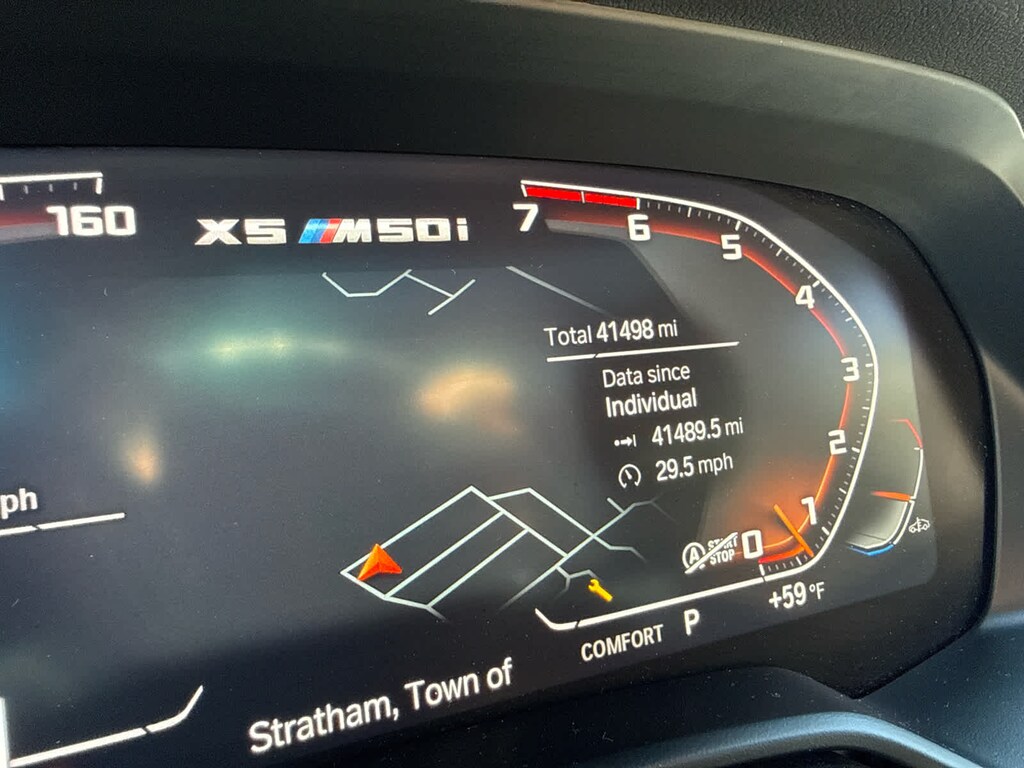 160
X5 M50i
7
6
5
4
3
2
1
0
Total 41498 mi
Data since
Individual
41489.5 mi
29.5 mph
ph
A START
STOP
+59 °F
COMFORT P
Stratham, Town of